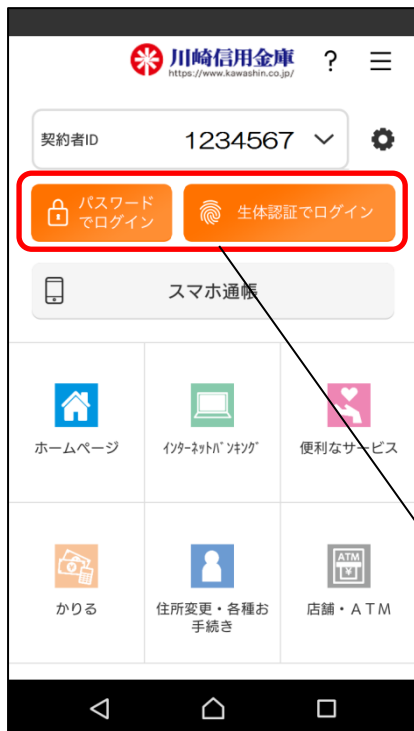 川崎信用金庫
https://www.kawashin.co.jp/
?
契約者ID
1234567
パスワード
でログイン
生体認証でログイン
スマホ通帳
ホームページ
ｲﾝﾀｰﾈｯﾄﾊﾞﾝｷﾝｸﾞ
便利なサービス
ATM
かりる
住所変更・各種お
手続き
店舗・ＡＴＭ